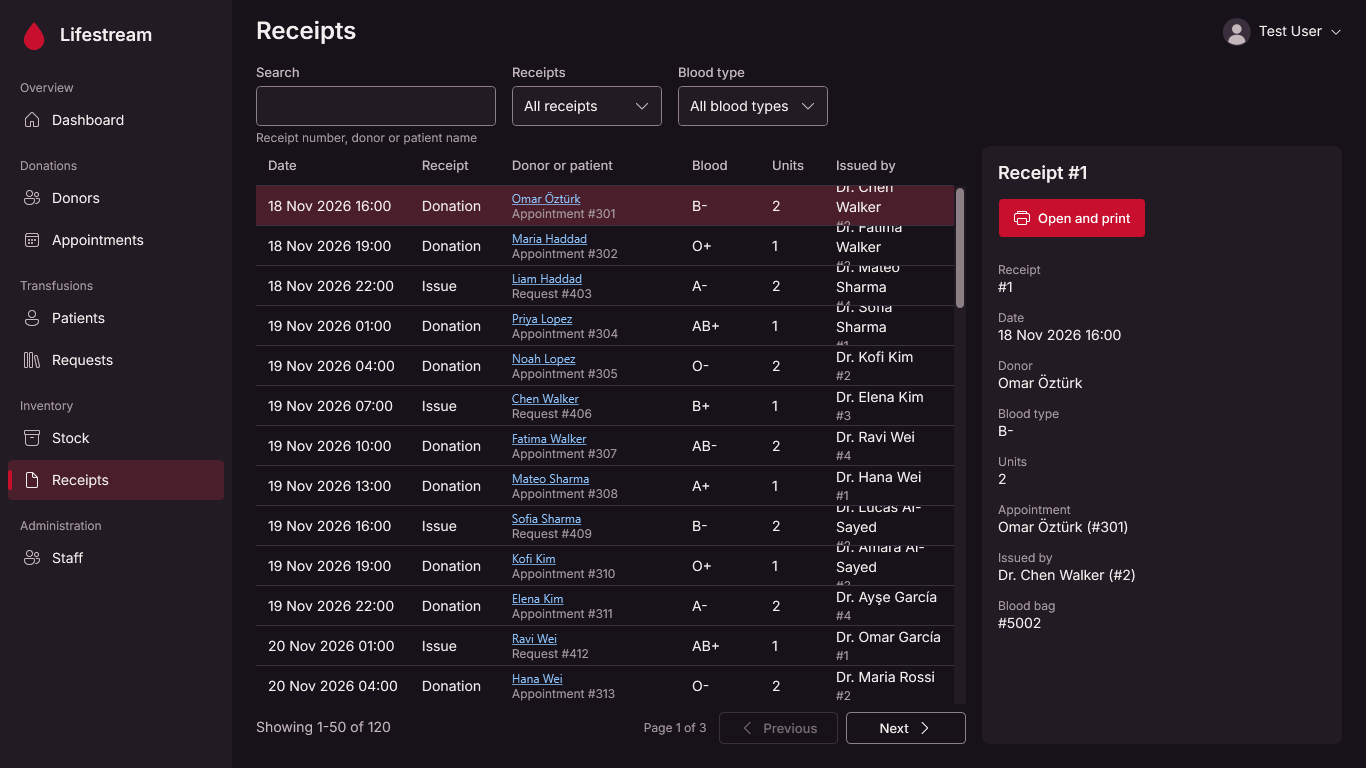 Lifestream
Overview
Dashboard
Donations
Donors
Appointments
Transfusions
Patients
Requests
Inventory
Stock
Receipts
Administration
Staff
Receipts
Test User
Search
Receipts
Blood type
All receipts
All blood types
Receipt number, donor or patient name
Date Receipt Donor or patient Blood Units Issued by
18 Nov 2026 16:00 Donation Omar Öztürk Appointment #301 B- 2 Dr. Chen Walker #2
18 Nov 2026 19:00 Donation Maria Haddad Appointment #302 O+ 1 Dr. Fatima Walker
18 Nov 2026 22:00 Issue Liam Haddad Request #403 A- 2 Dr. Mateo Sharma #4
19 Nov 2026 01:00 Donation Priya Lopez Appointment #304 AB+ 1 Dr. Sofia Sharma #1
19 Nov 2026 04:00 Donation Noah Lopez Appointment #305 O- 2 Dr. Kofi Kim #2
19 Nov 2026 07:00 Issue Chen Walker Request #406 B+ 1 Dr. Elena Kim #3
19 Nov 2026 10:00 Donation Fatima Walker Appointment #307 AB- 2 Dr. Ravi Wei #4
19 Nov 2026 13:00 Donation Mateo Sharma Appointment #308 A+ 1 Dr. Hana Wei #1
19 Nov 2026 16:00 Issue Sofia Sharma Request #409 B- 2 Dr. Lucas Al-Sayed
19 Nov 2026 19:00 Donation Kofi Kim Appointment #310 O+ 1 Dr. Amara Al-Sayed
19 Nov 2026 22:00 Donation Elena Kim Appointment #311 A- 2 Dr. Ayşe García #4
20 Nov 2026 01:00 Issue Ravi Wei Request #412 AB+ 1 Dr. Omar García #1
20 Nov 2026 04:00 Donation Hana Wei Appointment #313 O- 2 Dr. Maria Rossi #2
Showing 1-50 of 120
Page 1 of 3
Previous
Next
Receipt #1
Open and print
Receipt
#1
Date
18 Nov 2026 16:00
Donor
Omar Öztürk
Blood type
B-
Units
2
Appointment
Omar Öztürk (#301)
Issued by
Dr. Chen Walker (#2)
Blood bag
#5002